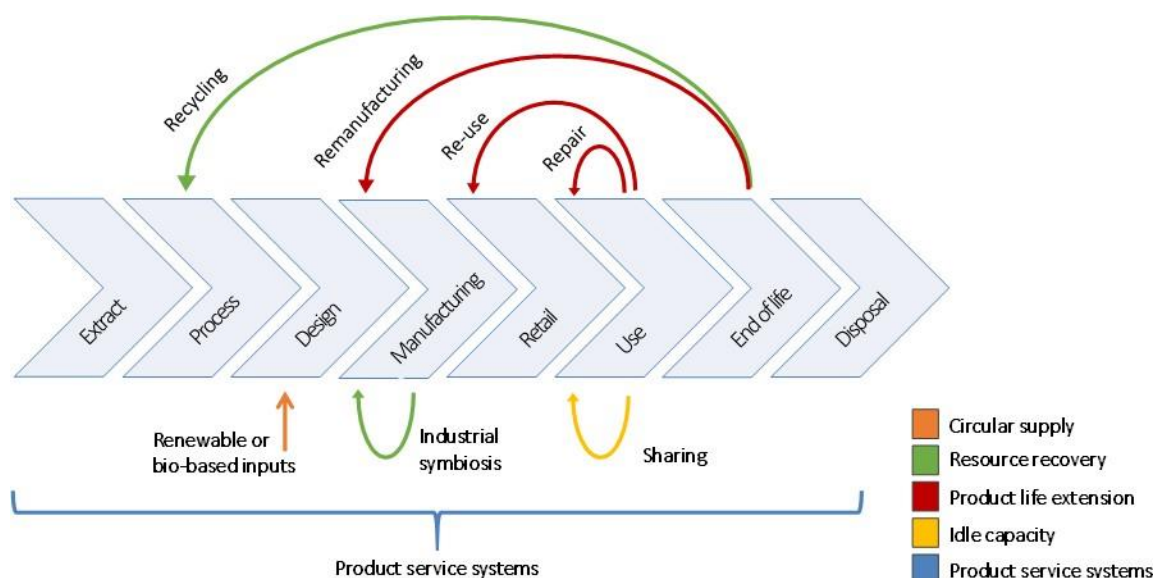 Recycling
Remanufacturing
Re-use
Repair
Extract
Process
Design
Manufacturing
Retail
Use
End of life
Disposal
Renewable or
bio-based inputs
Industrial
symbiosis
Sharing
Product service systems
Circular supply
Resource recovery
Product life extension
Idle capacity
Product service systems